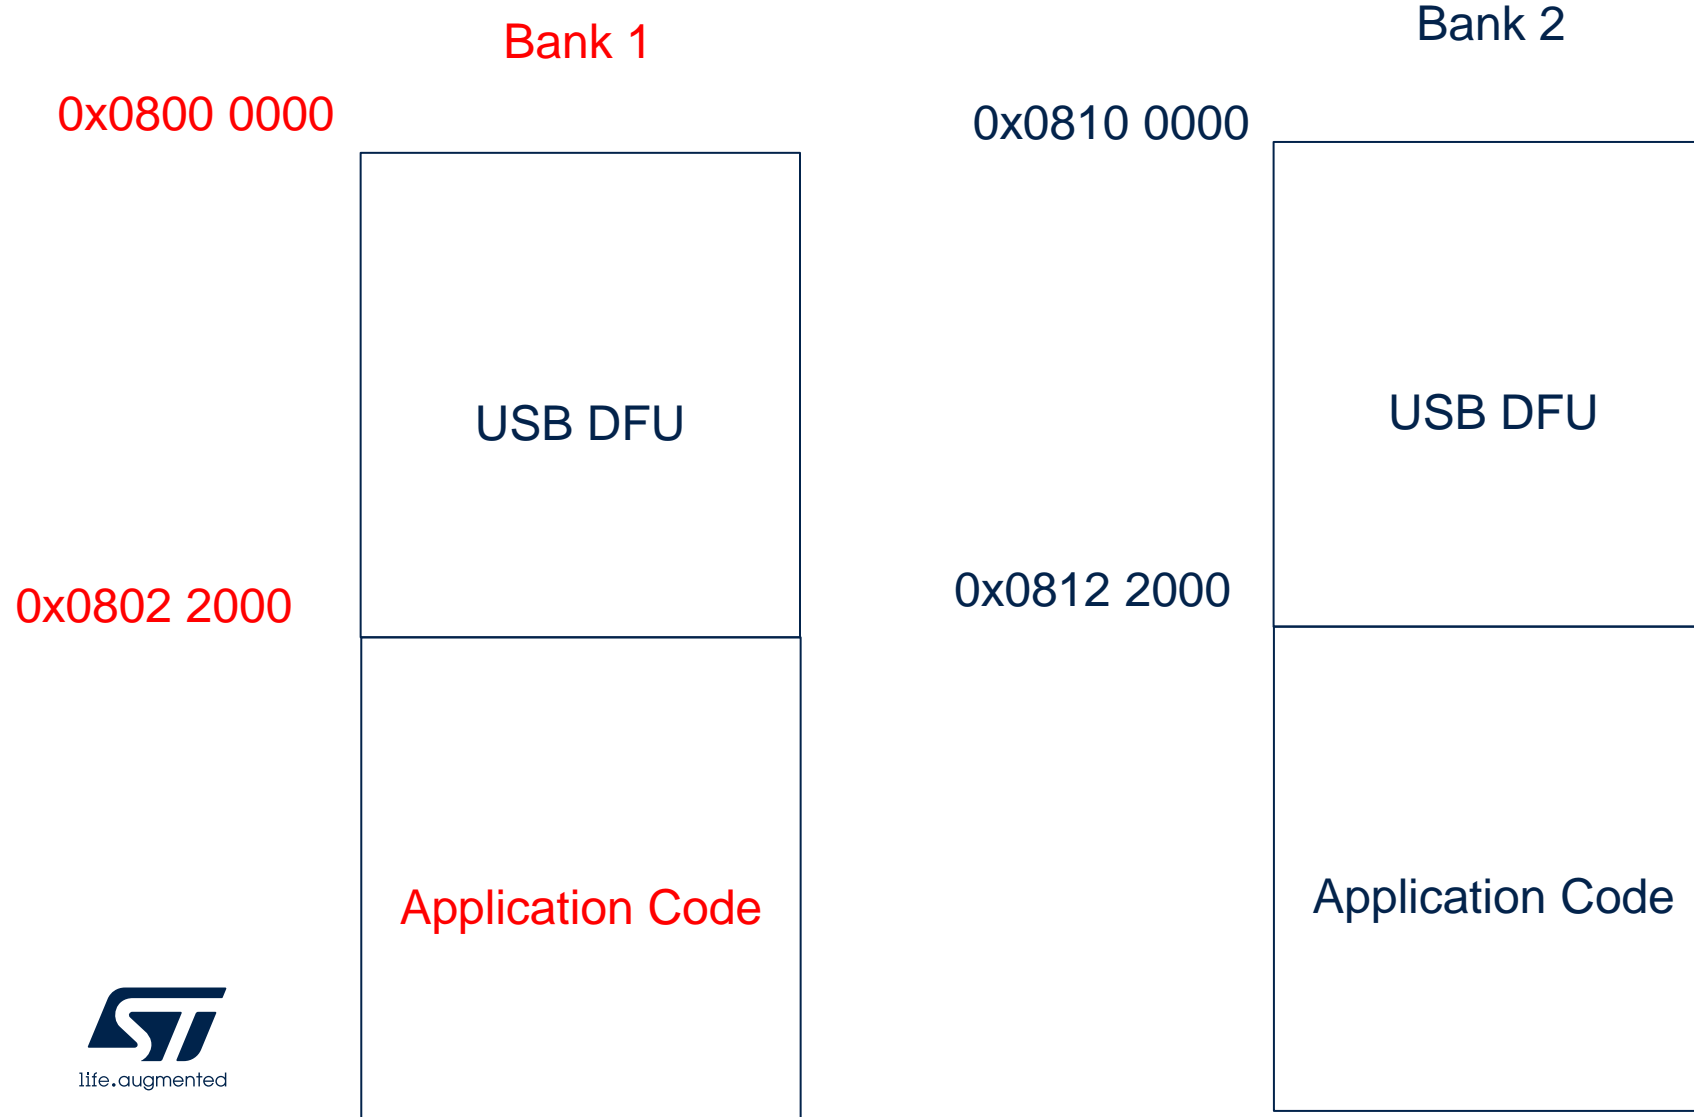 Bank 1
0x0800 0000
USB DFU
0x0802 2000
Application Code
Bank 2
0x0810 0000
USB DFU
0x0812 2000
Application Code
ST
life.augmented